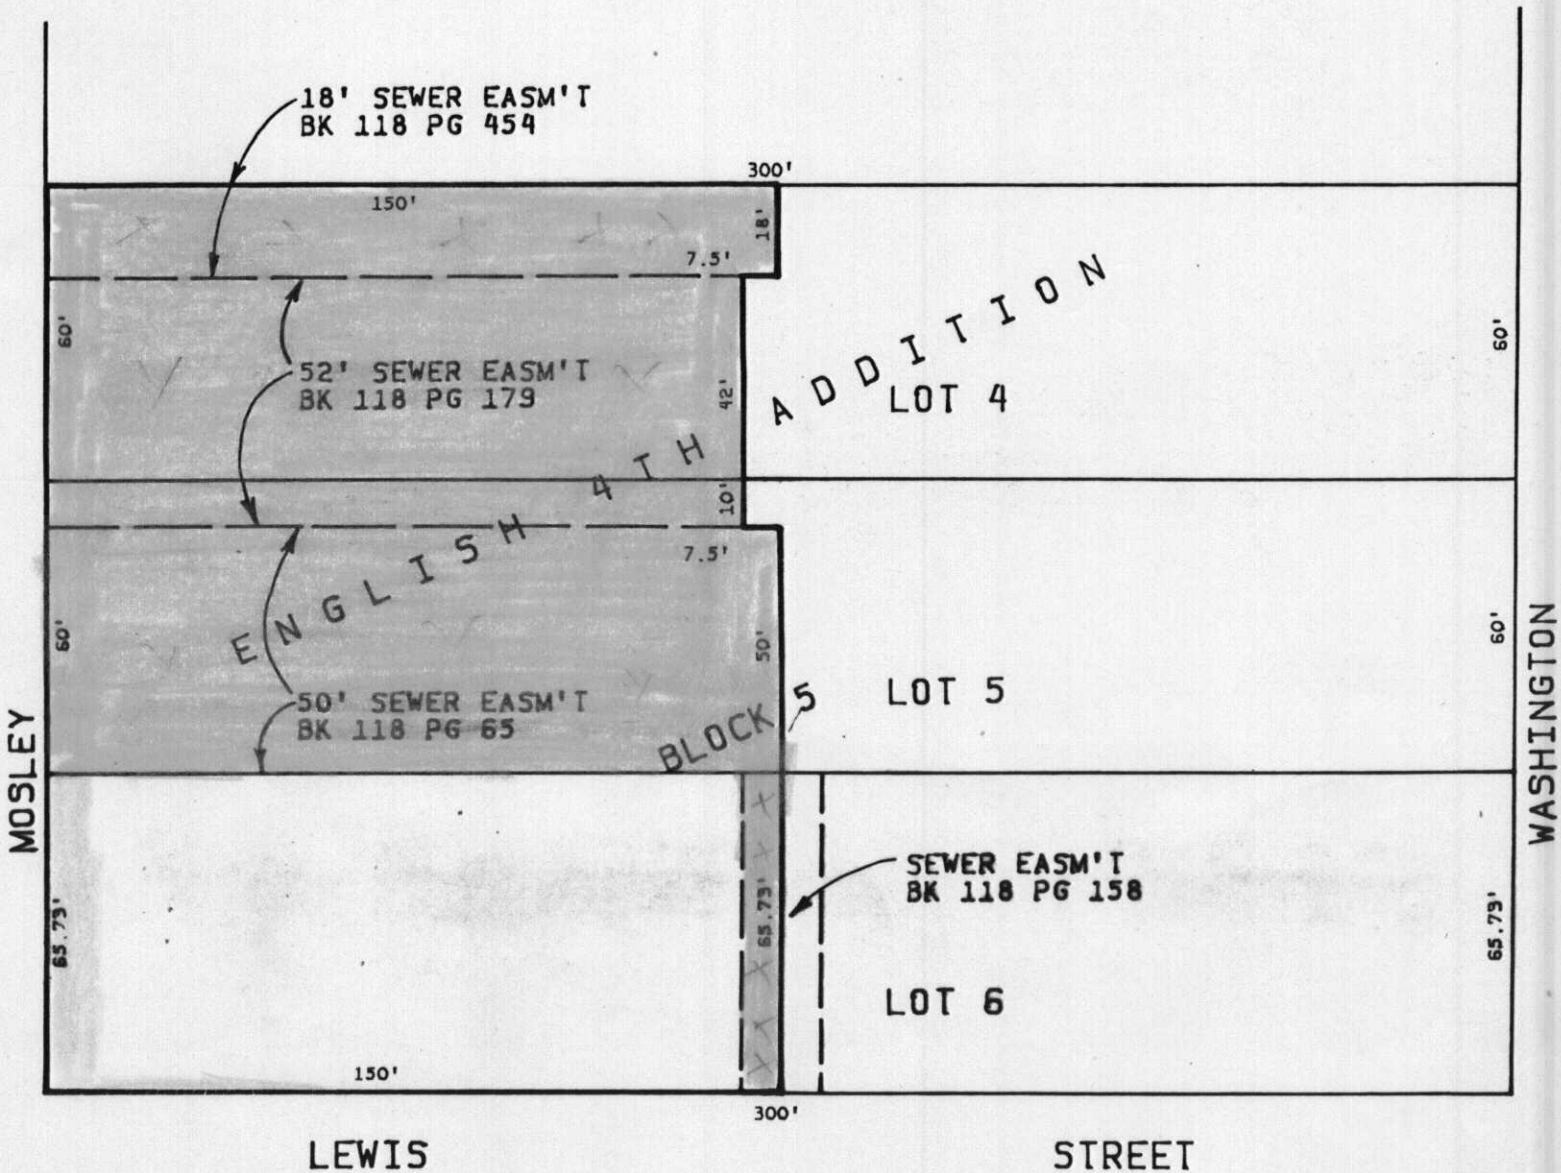 18' SEWER EASM'T
BK 118 PG 454
300'
150'
18'
7.5'
60'
52' SEWER EASM'T
BK 118 PG 179
42'
ENGLISH 4TH ADDITION
LOT 4
60'
10'
7.5'
60'
50'
50' SEWER EASM'T
BK 118 PG 65
BLOCK 5
LOT 5
60'
MOSLEY
WASHINGTON
65.73'
65.73'
SEWER EASM'T
BK 118 PG 158
65.73'
LOT 6
150'
300'
LEWIS STREET